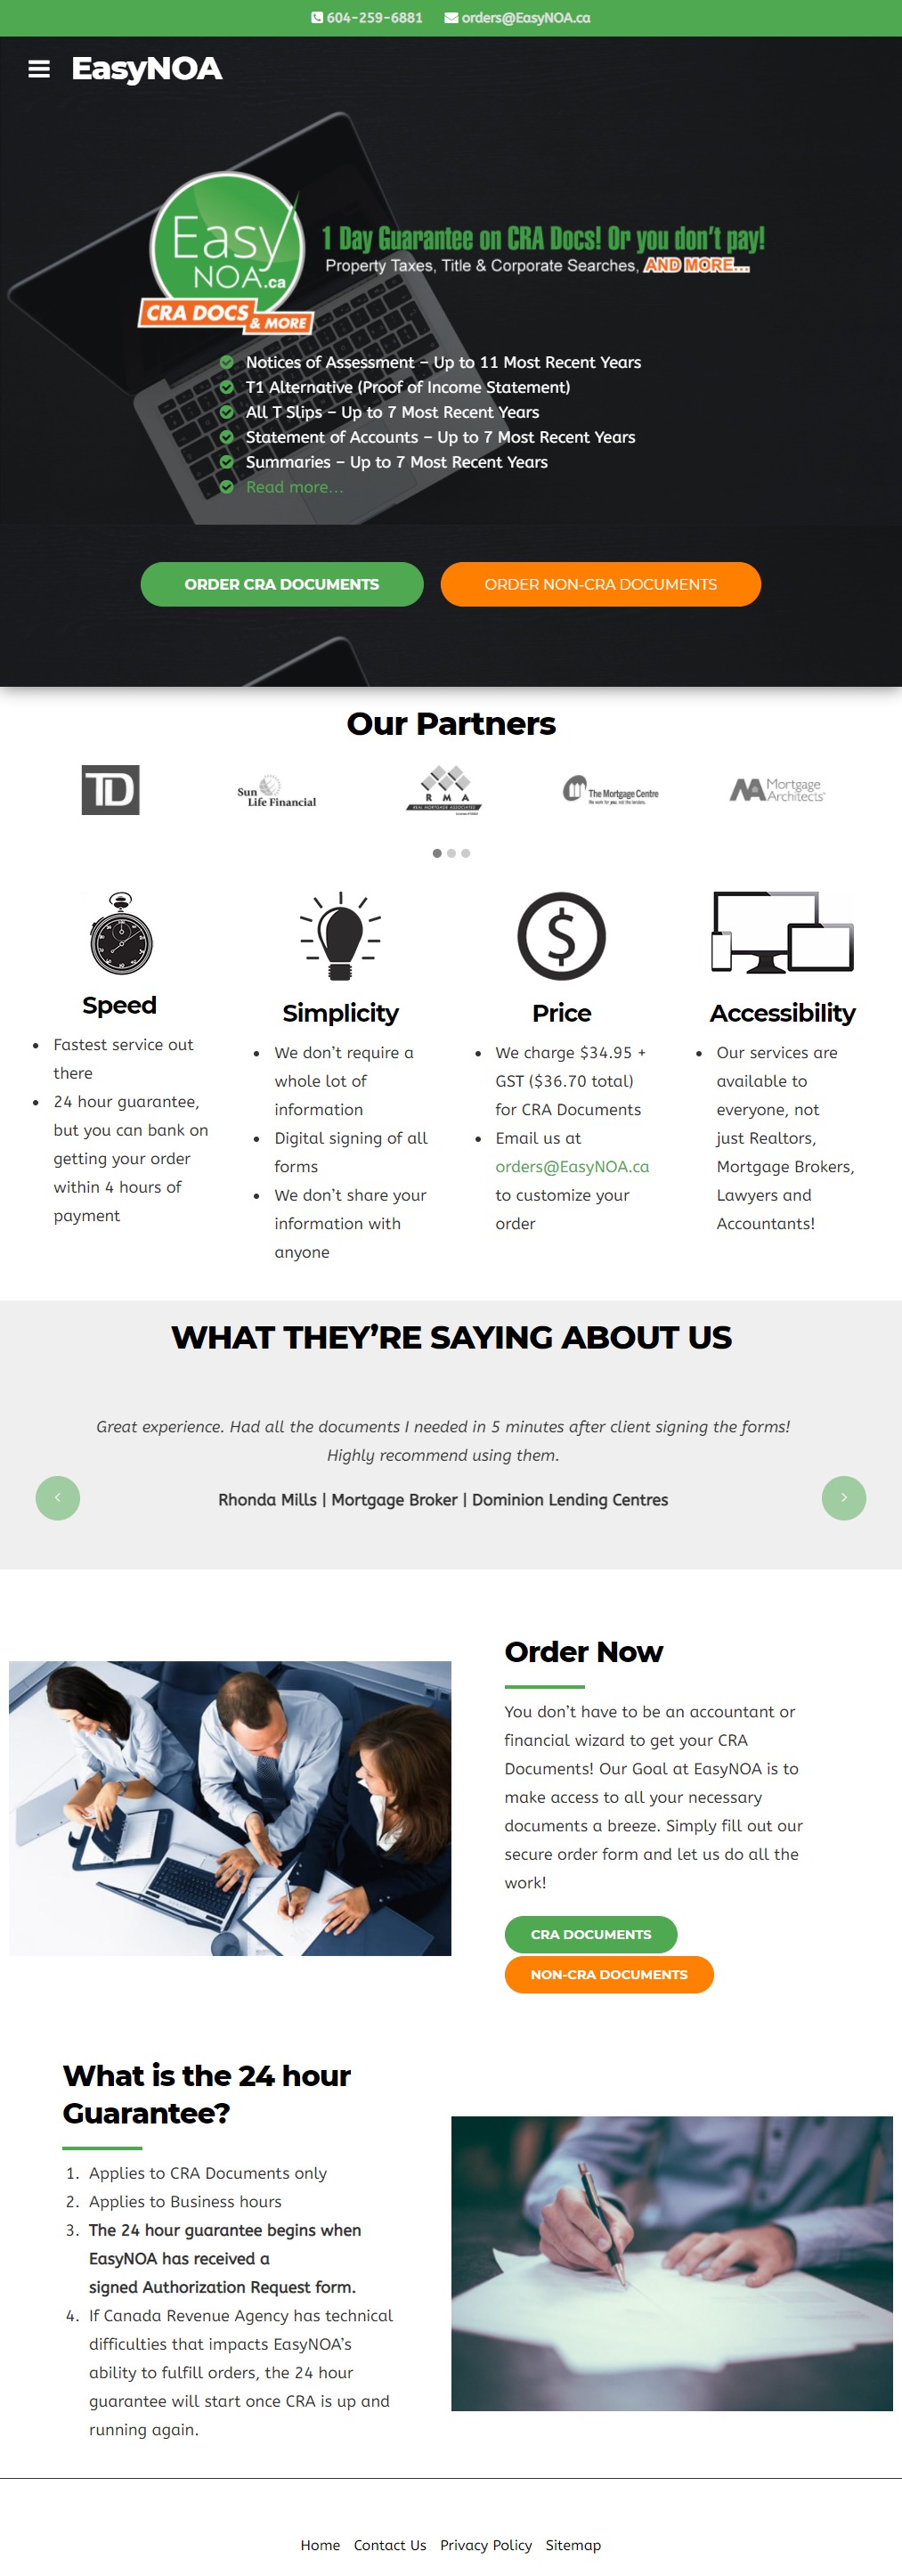 604-259-6881 orders@EasyNOA.ca
EasyNOA
Easy
NOA.ca
CRA DOCS
& MORE
1 Day Guarantee on CRA Docs! Or you don't pay!
Property Taxes, Title & Corporate Searches, AND MORE...
Notices of Assessment – Up to 11 Most Recent Years
T1 Alternative (Proof of Income Statement)
All T Slips – Up to 7 Most Recent Years
Statement of Accounts – Up to 7 Most Recent Years
Summaries – Up to 7 Most Recent Years
Read more...
ORDER CRA DOCUMENTS
ORDER NON-CRA DOCUMENTS
Our Partners
TD
Sun
Life Financial
RMA
REAL MORTGAGE ASSOCIATES
The Mortgage Centre
We work for you, not the lenders.
Mortgage
Architects
Speed
Fastest service out
there
24 hour guarantee,
but you can bank on
getting your order
within 4 hours of
payment
Simplicity
We don't require a
whole lot of
information
Digital signing of all
forms
We don't share your
information with
anyone
Price
We charge $34.95 +
GST ($36.70 total)
for CRA Documents
Email us at
orders@EasyNOA.ca
to customize your
order
Accessibility
Our services are
available to
everyone, not
just Realtors,
Mortgage Brokers,
Lawyers and
Accountants!
WHAT THEY'RE SAYING ABOUT US
Great experience. Had all the documents I needed in 5 minutes after client signing the forms!
Highly recommend using them.
Rhonda Mills | Mortgage Broker | Dominion Lending Centres
Order Now
You don't have to be an accountant or
financial wizard to get your CRA
Documents! Our Goal at EasyNOA is to
make access to all your necessary
documents a breeze. Simply fill out our
secure order form and let us do all the
work!
CRA DOCUMENTS
NON-CRA DOCUMENTS
What is the 24 hour
Guarantee?
1. Applies to CRA Documents only
2. Applies to Business hours
3. The 24 hour guarantee begins when
EasyNOA has received a
signed Authorization Request form.
4. If Canada Revenue Agency has technical
difficulties that impacts EasyNOA's
ability to fulfill orders, the 24 hour
guarantee will start once CRA is up and
running again.
Home Contact Us Privacy Policy Sitemap